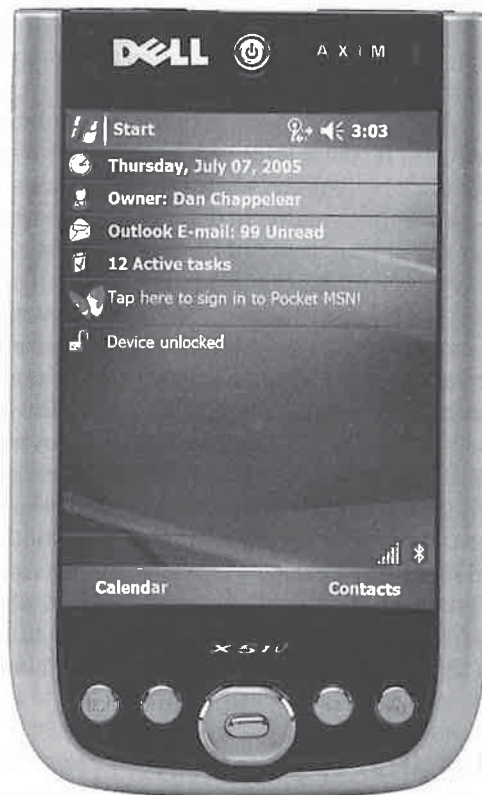 DELL AXIM
Start 3:03
Thursday, July 07, 2005
Owner: Dan Chappelear
Outlook E-mail: 99 Unread
12 Active tasks
Tap here to sign in to Pocket MSN!
Device unlocked
Calendar Contacts
X51v